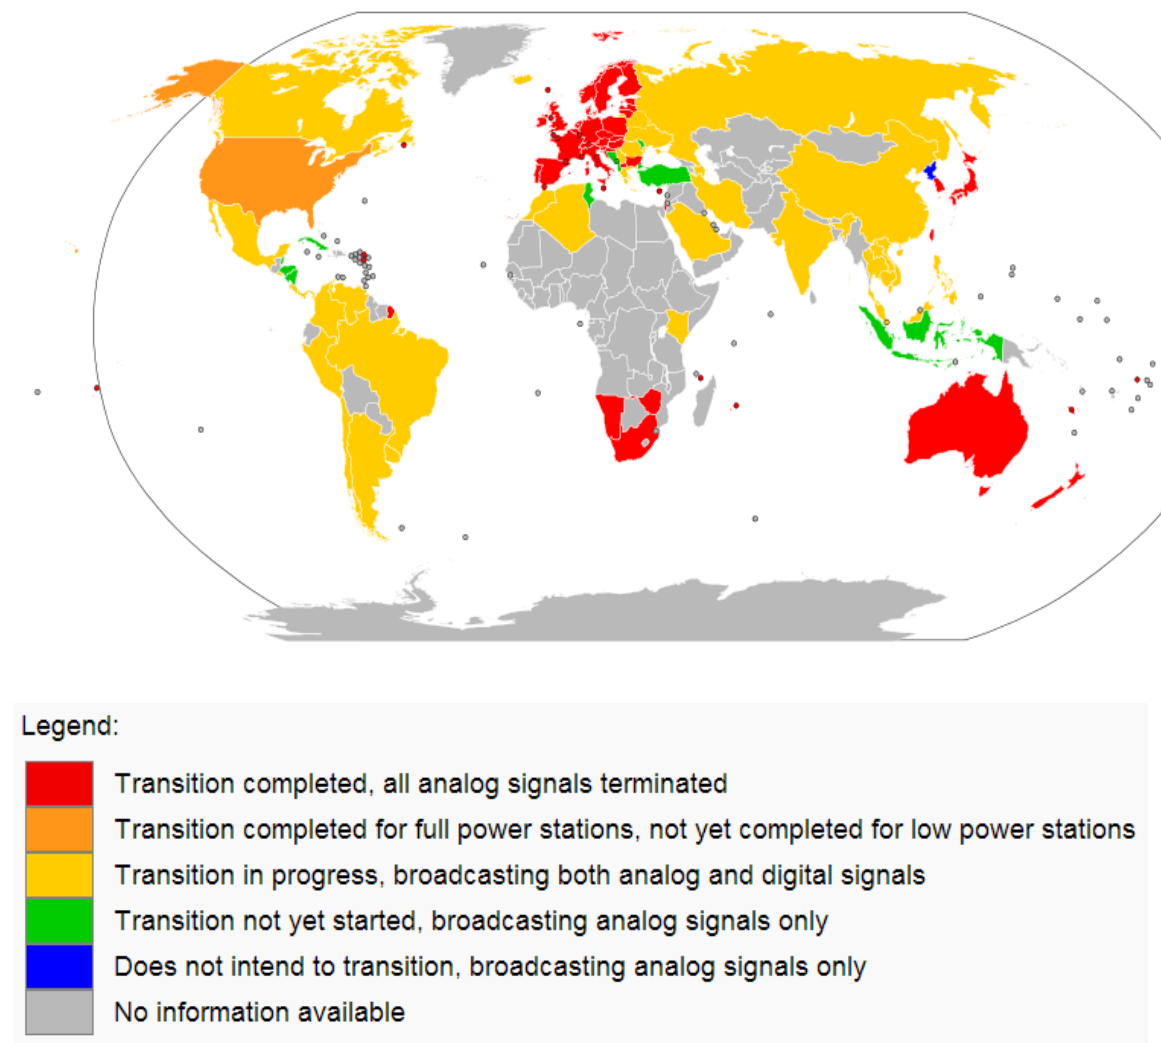 Legend:
Transition completed, all analog signals terminated
Transition completed for full power stations, not yet completed for low power stations
Transition in progress, broadcasting both analog and digital signals
Transition not yet started, broadcasting analog signals only
Does not intend to transition, broadcasting analog signals only
No information available